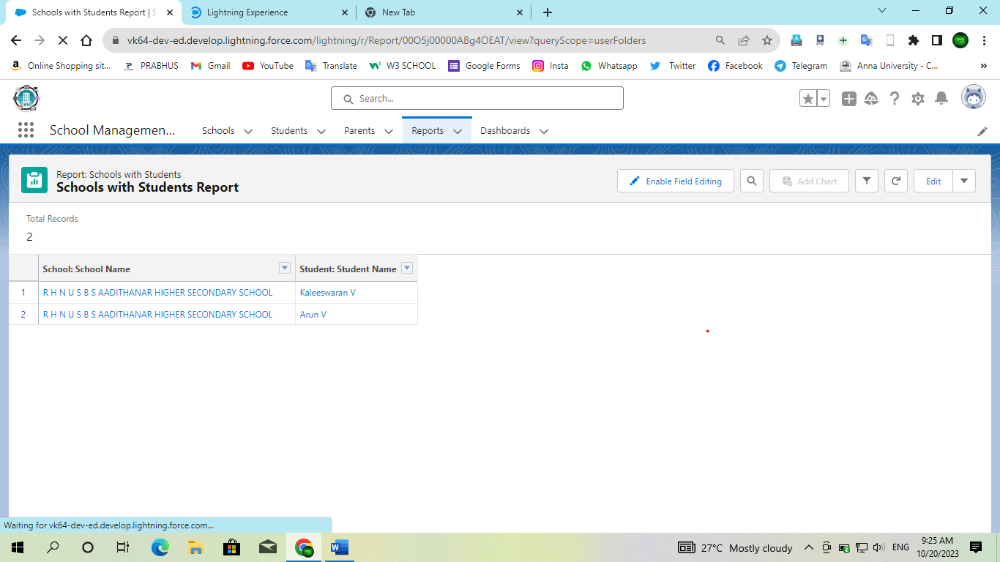 Schools with Students Report | S
Lightning Experience
New Tab
vk64-dev-ed.develop.lightning.force.com/lightning/r/Report/00O5j00000ABg4OEAT/view?queryScope=userFolders
Online Shopping sit... PRABHUS Gmail YouTube Translate W3 SCHOOL Google Forms Insta Whatsapp Twitter Facebook Telegram Anna University - C... »
Search...
School Managemen... Schools Students Parents Reports Dashboards
Report: Schools with Students
Schools with Students Report
Enable Field Editing Add Chart Edit
Total Records
2
School: School Name Student: Student Name
1 R H N U S B S AADITHANAR HIGHER SECONDARY SCHOOL Kaleeswaran V
2 R H N U S B S AADITHANAR HIGHER SECONDARY SCHOOL Arun V
Waiting for vk64-dev-ed.develop.lightning.force.com...
27°C Mostly cloudy ENG 9:25 AM
10/20/2023